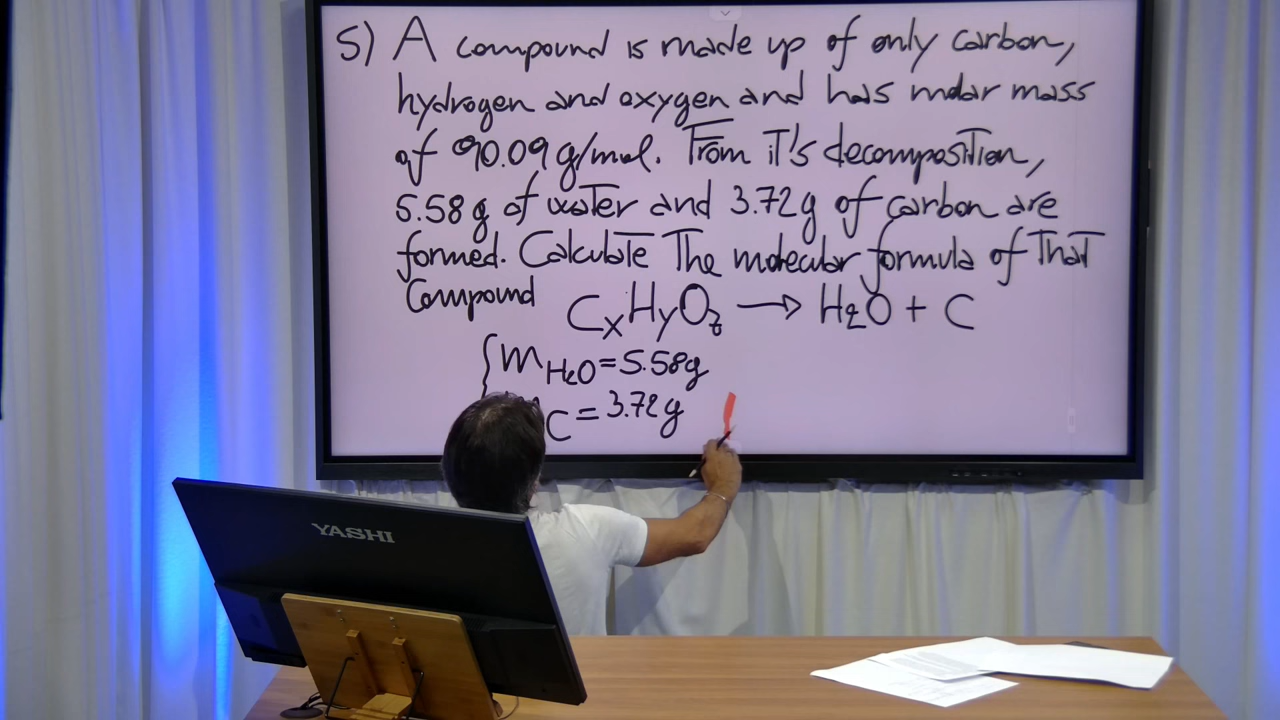 5) A compound is made up of only carbon,
hydrogen and oxygen and has molar mass
of 90.09 g/mol. From it's decomposition,
5.58 g of water and 3.72g of carbon are
formed. Calculate The molecular formula of That
Compound CxHyOz → H2O + C
mH2O = 5.58g
C = 3.72g
YASHI